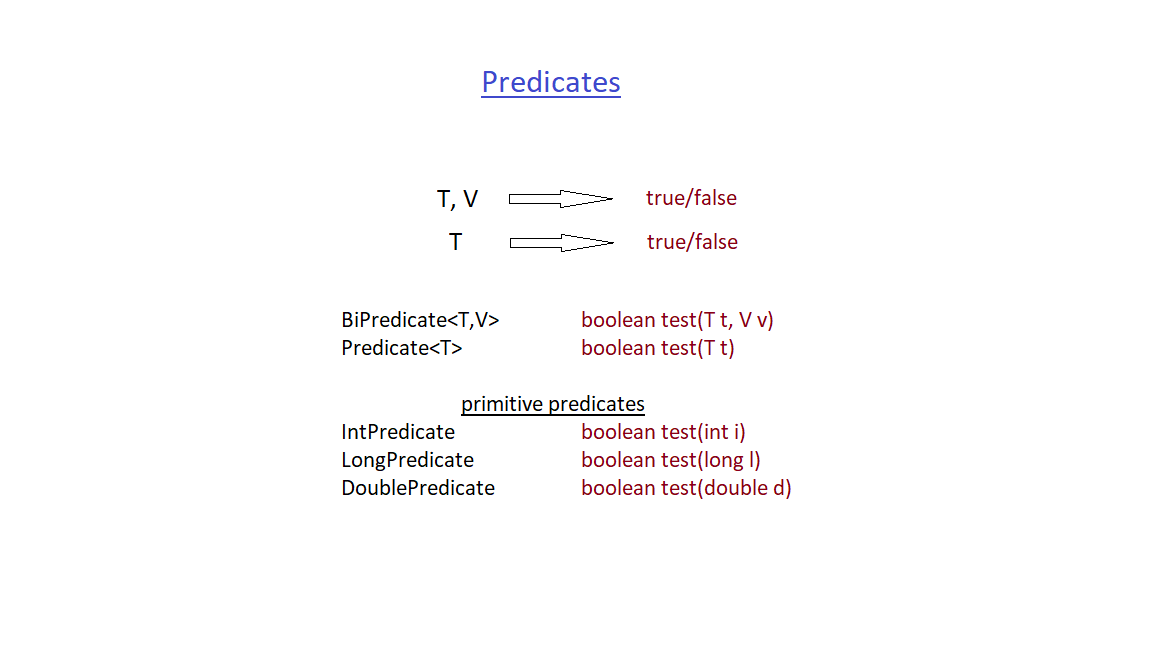 Predicates
T, V true/false
T true/false
BiPredicate<T,V> boolean test(T t, V v)
Predicate<T> boolean test(T t)
primitive predicates
IntPredicate boolean test(int i)
LongPredicate boolean test(long l)
DoublePredicate boolean test(double d)